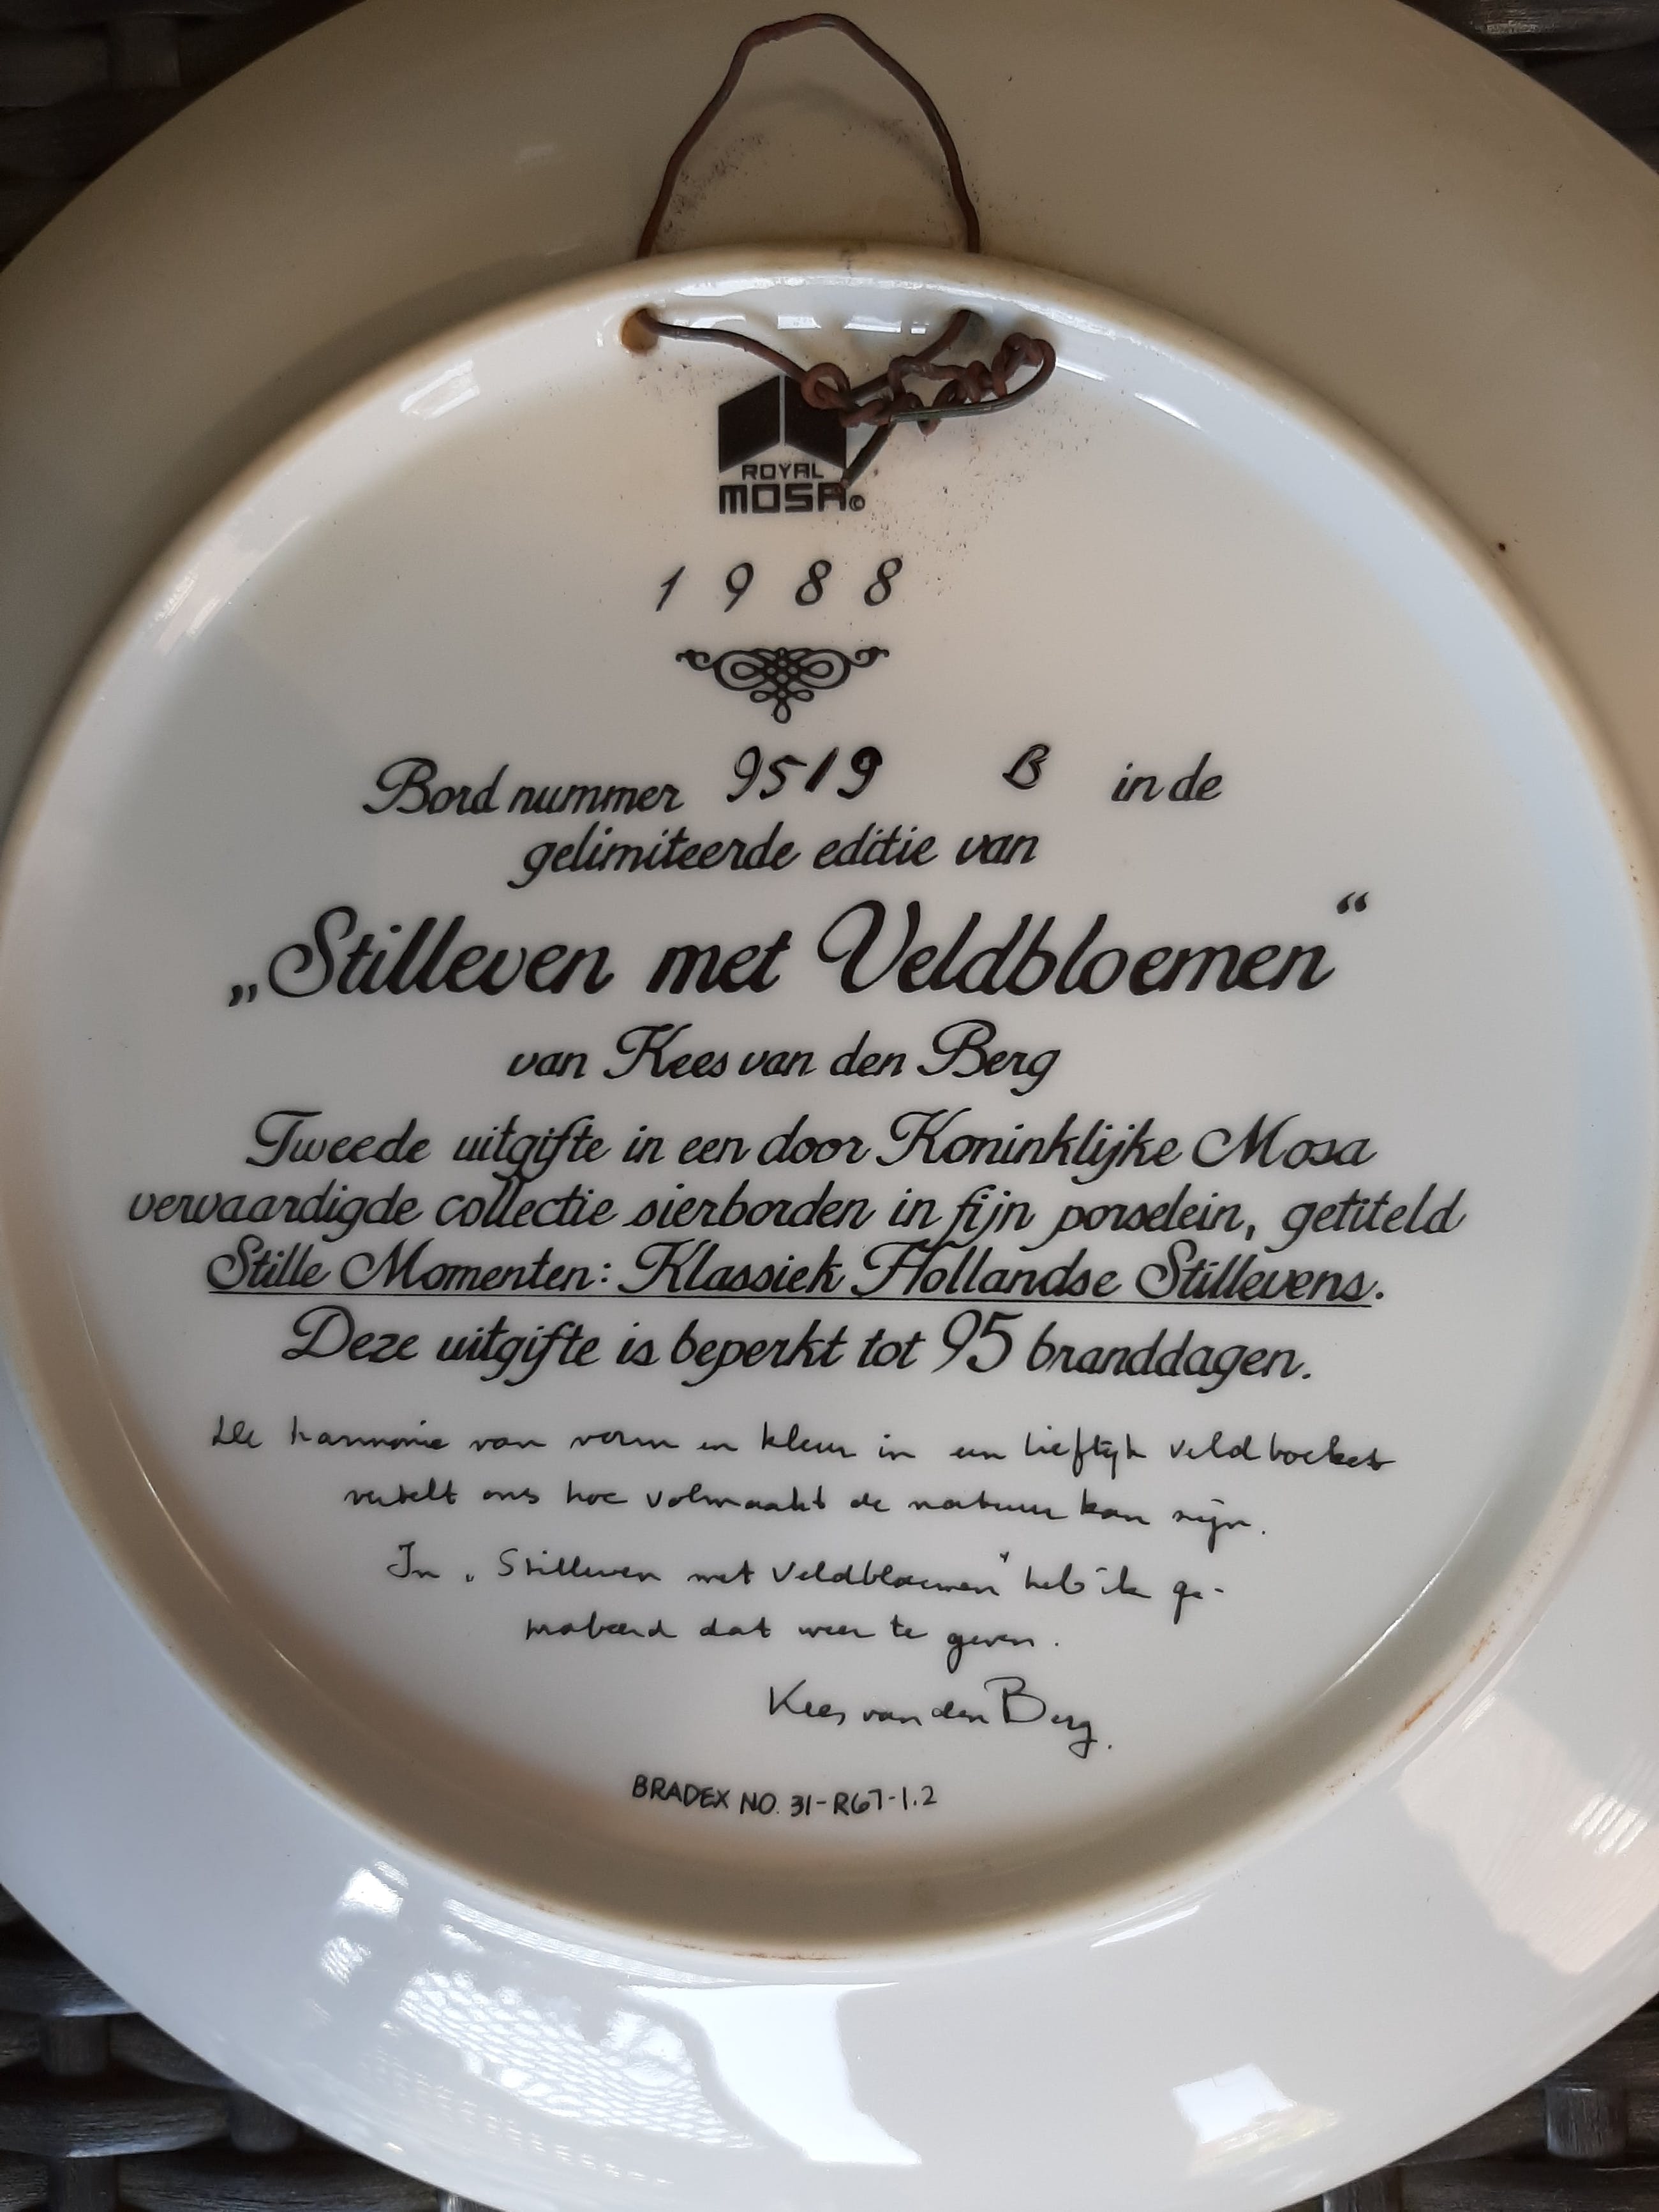 ROYAL
MOSA©
1988
Bord nummer 9519 B in de
gelimiteerde editie van
„Stilleven met Veldbloemen“
van Kees van den Berg
Tweede uitgifte in een door Koninklijke Mosa
vervaardigde collectie sierborden in fijn porselein, getiteld
Stille Momenten: Klassiek Hollandse Stillevens.
Deze uitgifte is beperkt tot 95 branddagen.
De harmonie van vorm en kleur in een lieflijk veldboeket
vertelt ons hoe volmaakt de natuur kan zijn.
In „Stilleven met Veldbloemen" heb ik ge-
probeerd dat weer te geven.
Kees van den Berg.
BRADEX NO. 31-R67-1.2